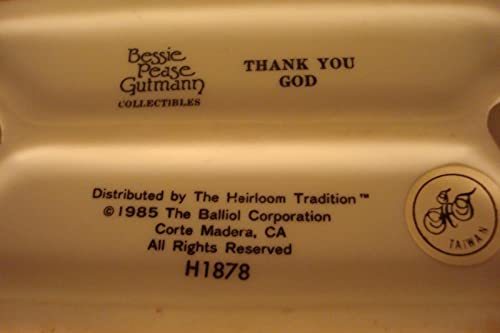 Bessie
Pease
Gutmann
COLLECTIBLES
THANK YOU
GOD
Distributed by The Heirloom Tradition™
©1985 The Balliol Corporation
Corte Madera, CA
All Rights Reserved
H1878
TAIWAN